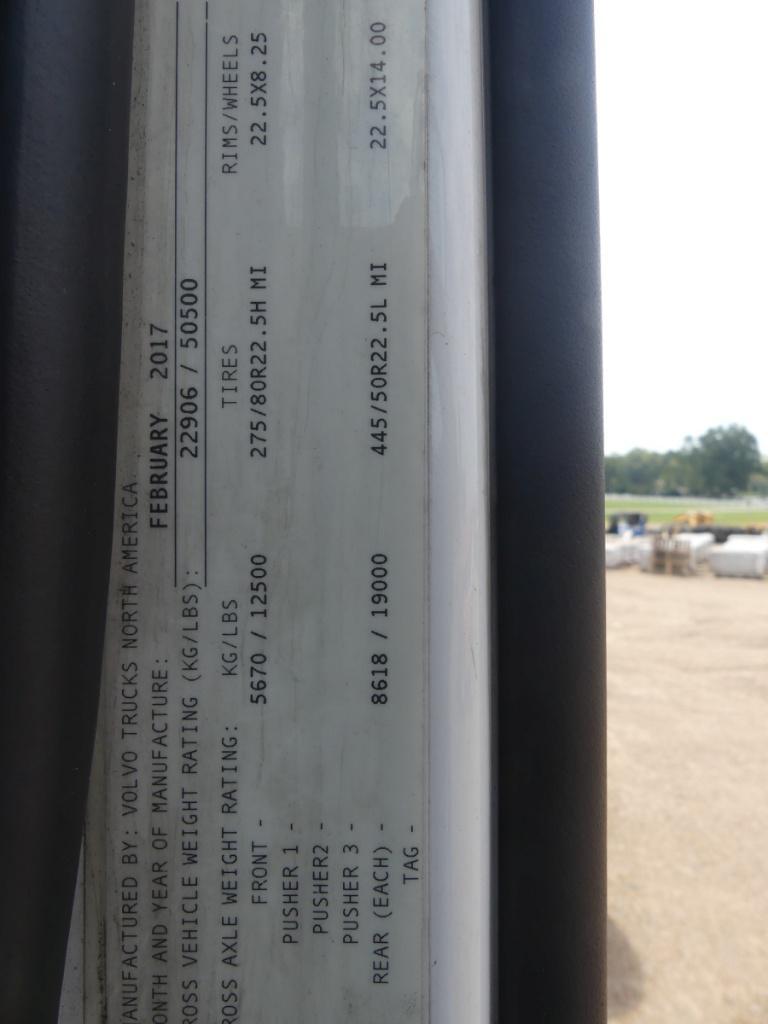 ANUFACTURED BY: VOLVO TRUCKS NORTH AMERICA
ONTH AND YEAR OF MANUFACTURE: FEBRUARY 2017
ROSS VEHICLE WEIGHT RATING (KG/LBS): 22906 / 50500
ROSS AXLE WEIGHT RATING: KG/LBS TIRES RIMS/WHEELS
FRONT - 5670 / 12500 275/80R22.5H MI 22.5X8.25
PUSHER 1 -
PUSHER2 -
PUSHER 3 -
REAR (EACH) - 8618 / 19000 445/50R22.5L MI 22.5X14.00
TAG -